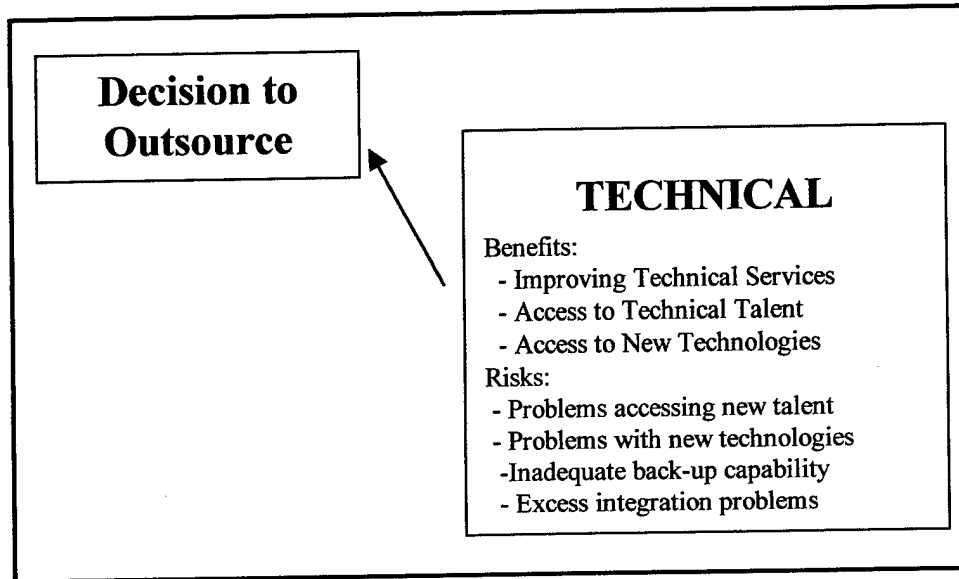 Decision to
Outsource
TECHNICAL
Benefits:
- Improving Technical Services
- Access to Technical Talent
- Access to New Technologies
Risks:
- Problems accessing new talent
- Problems with new technologies
-Inadequate back-up capability
- Excess integration problems